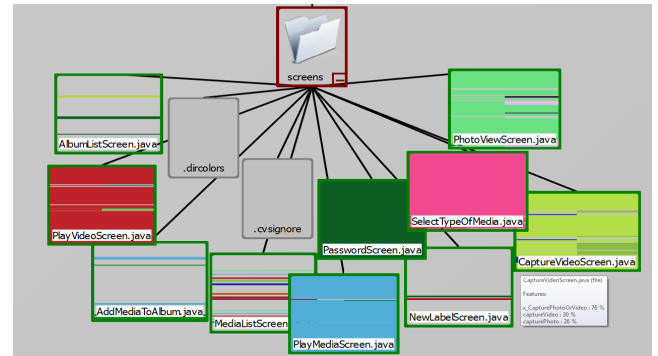 screens
AlbumListScreen.java
PhotoViewScreen.java
.dircolors
.cvsignore
SelectTypeOfMedia.java
PlayVideoScreen.java
PasswordScreen.java
CaptureVideoScreen.java
AddMediaToAlbum.java
MediaListScreen
NewLabelScreen.java
PlayMediaScreen.java
CaptureVideoScreen.java (file)
Features:
x_CapturePhotoOrVideo : 76 %
captureVideo : 30 %
capturePhoto : 26 %